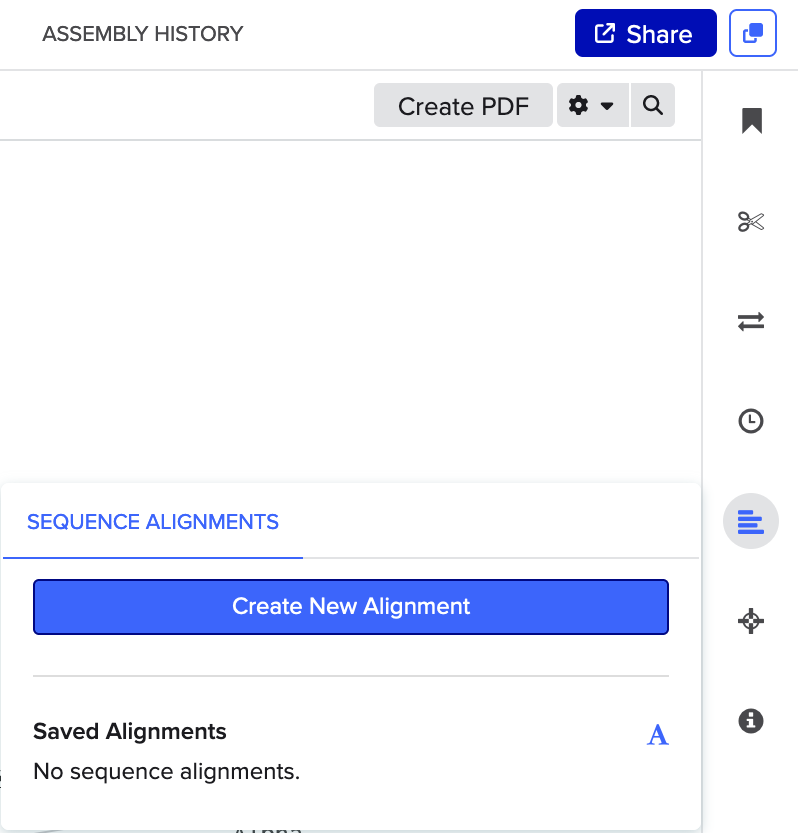 ASSEMBLY HISTORY
Share
Create PDF
SEQUENCE ALIGNMENTS
Create New Alignment
Saved Alignments
A
No sequence alignments.